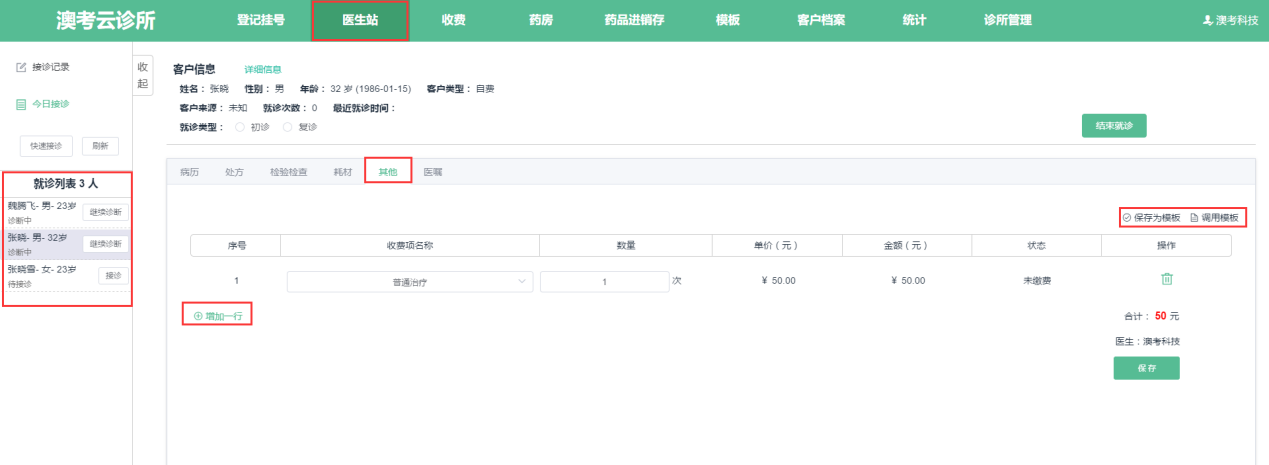 澳考云诊所 登记挂号 医生站 收费 药房 药品进销存 模板 客户档案 统计 诊所管理 澳考科技
接诊记录
今日接诊
快速接诊 刷新
就诊列表 3 人
魏腾飞- 男- 23岁 继续诊断
诊断中
张晓- 男- 32岁 继续诊断
诊断中
张晓雪- 女- 23岁 接诊
待接诊
收起
客户信息 详细信息
姓名：张晓 性别：男 年龄：32 岁 (1986-01-15) 客户类型：自费
客户来源：未知 就诊次数：0 最近就诊时间：
就诊类型： 初诊 复诊
结束就诊
病历 处方 检验检查 耗材 其他 医嘱
保存为模板 调用模板
序号 收费项名称 数量 单价（元） 金额（元） 状态 操作
1 普通治疗 1 次 ¥ 50.00 ¥ 50.00 未缴费
增加一行
合计： 50 元
医生：澳考科技
保存